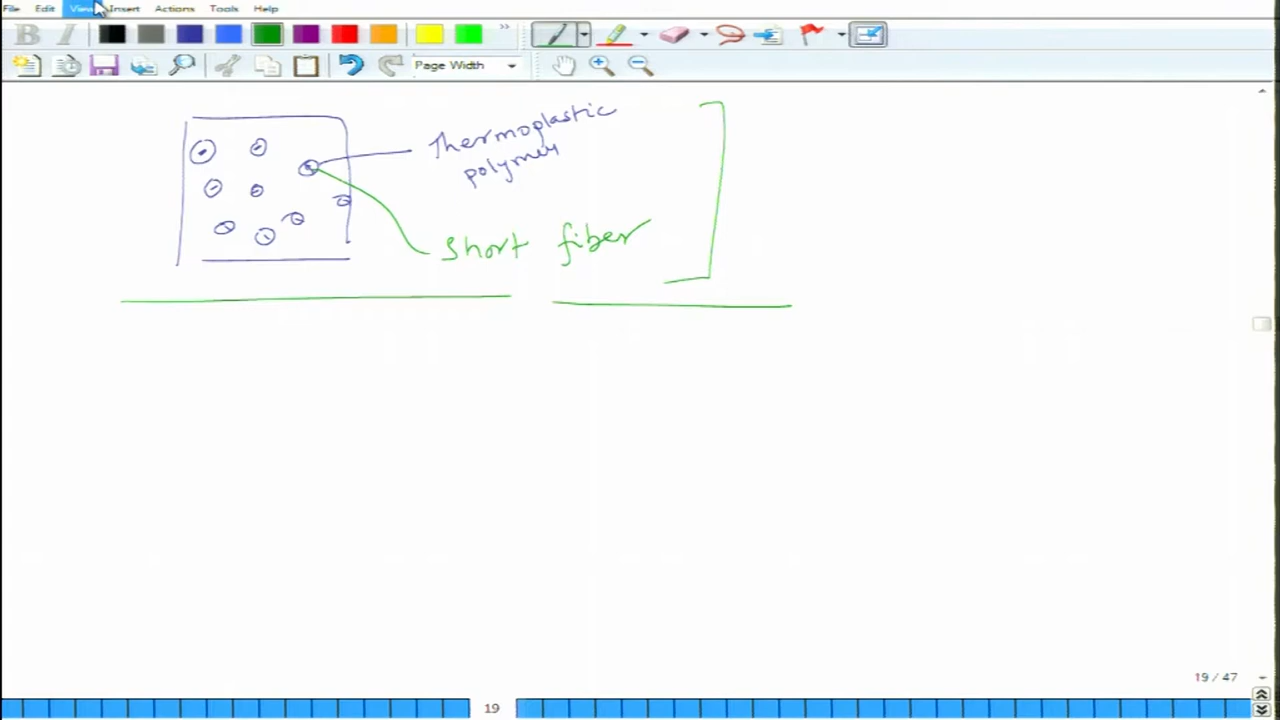 File Edit View Insert Actions Tools Help
B I » Page Width
Thermoplastic
polymer
Short fiber
19 / 47
19